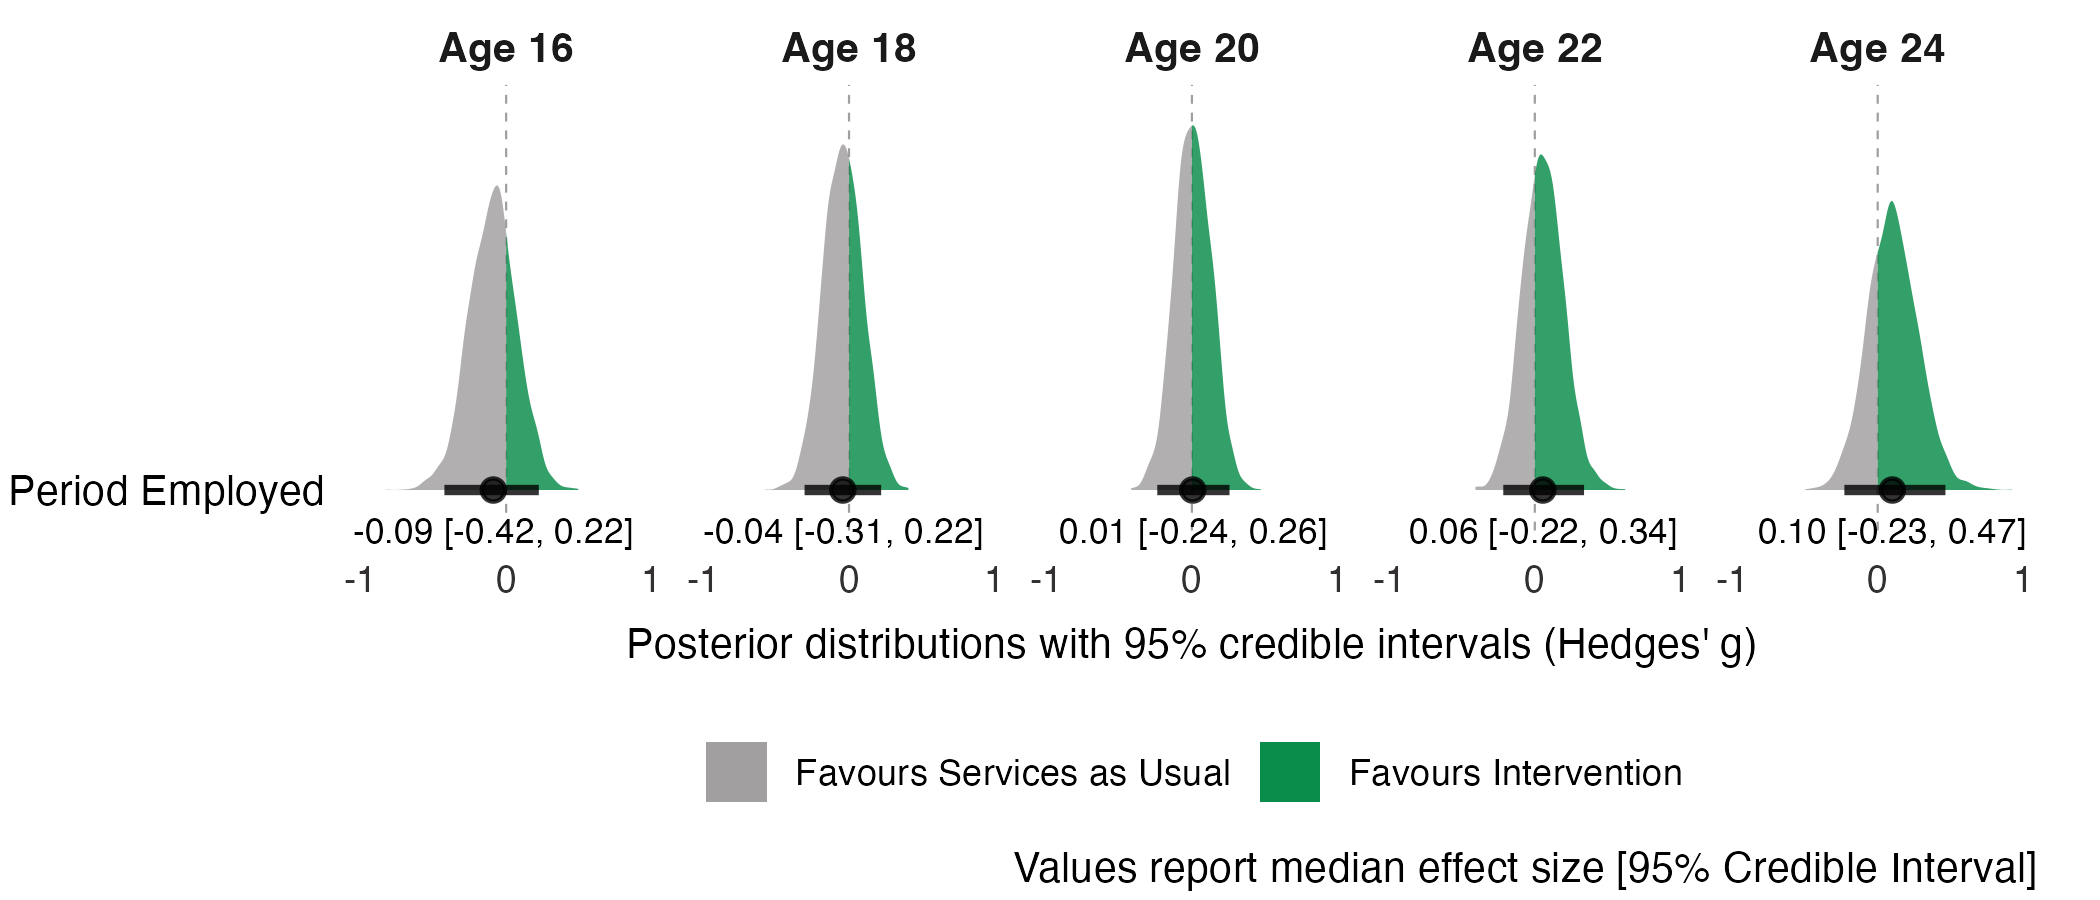 Age 16 Age 18 Age 20 Age 22 Age 24
Period Employed
-0.09 [-0.42, 0.22] -0.04 [-0.31, 0.22] 0.01 [-0.24, 0.26] 0.06 [-0.22, 0.34] 0.10 [-0.23, 0.47]
-1 0 1 -1 0 1 -1 0 1 -1 0 1 -1 0 1
Posterior distributions with 95% credible intervals (Hedges' g)
Favours Services as Usual Favours Intervention
Values report median effect size [95% Credible Interval]